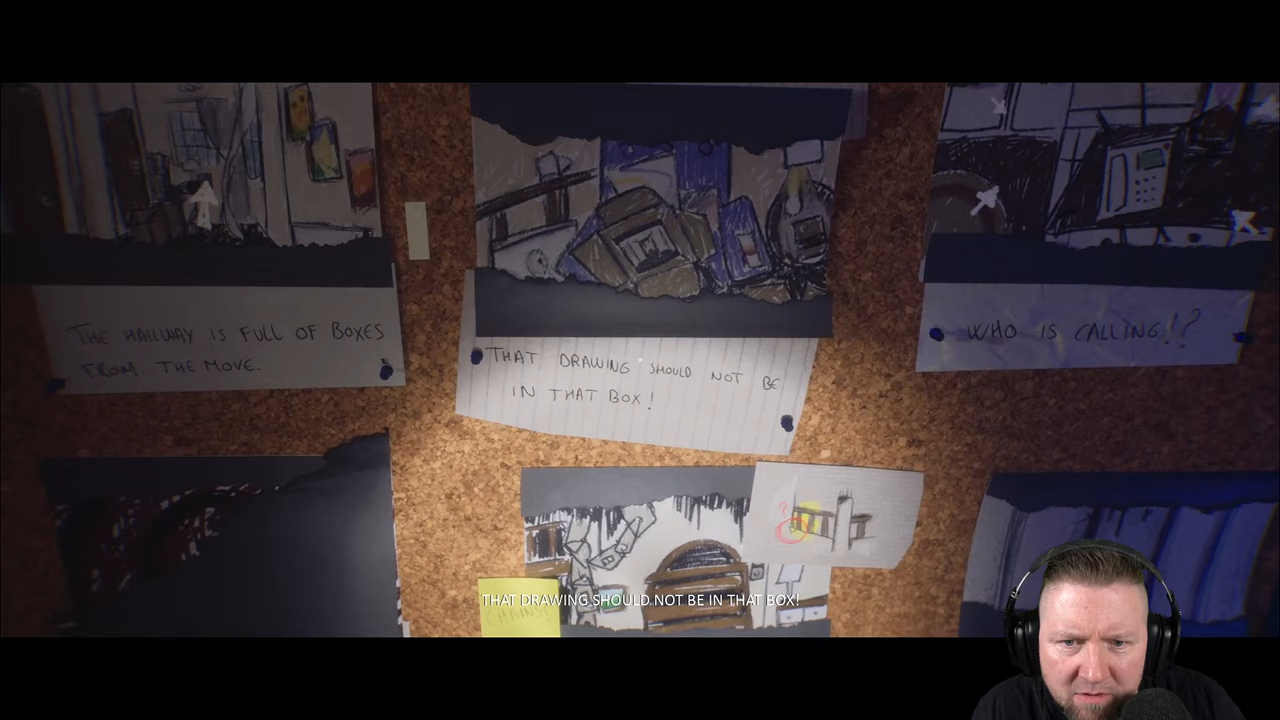 THE HALLWAY IS FULL OF BOXES
FROM THE MOVE.
THAT DRAWING SHOULD NOT BE
IN THAT BOX!
WHO IS CALLING!?
?
THAT DRAWING SHOULD NOT BE IN THAT BOX!